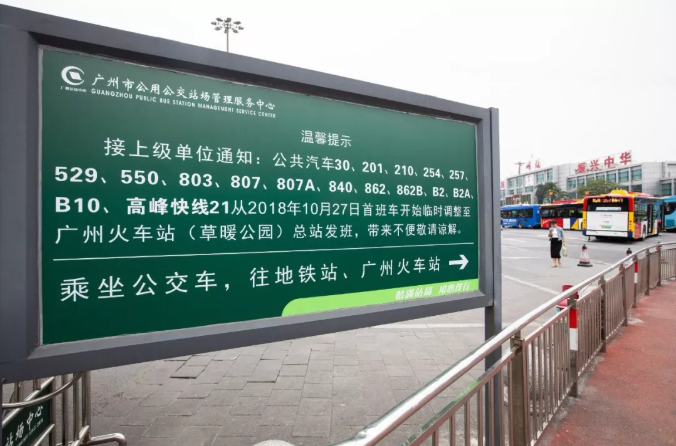 广州市公用公交站场管理服务中心
GUANGZHOU PUBLIC BUS STATION MANAGEMENT SERVICE CENTER
温馨提示
接上级单位通知：公共汽车30、201、210、254、257、
529、550、803、807、807A、840、862、862B、B2、B2A、
B10、高峰快线21从2018年10月27日首班车开始临时调整至
广州火车站（草暖公园）总站发班，带来不便敬请谅解。
乘坐公交车，往地铁站、广州火车站→
振兴中华
站场中心